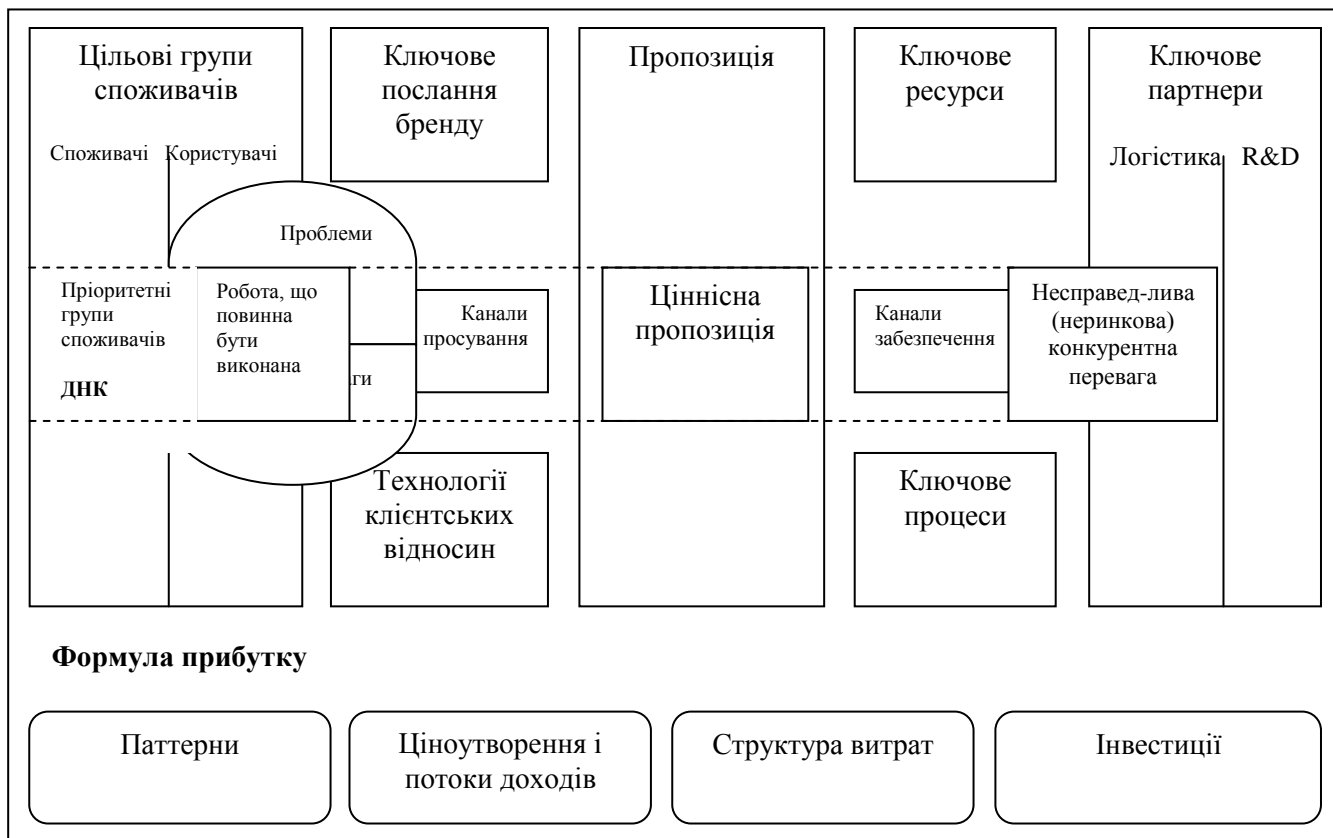 Цільові групи
споживачів
Споживачі
Користувачі
Ключове
послання
бренду
Пропозиція
Ключове
ресурси
Ключове
партнери
Логістика
R&D
Проблеми
Пріоритетні
групи
споживачів
ДНК
Робота, що
повинна
бути
виконана
Канали
просування
Ціннісна
пропозиція
Канали
забезпечення
Несправед-лива
(неринкова)
конкурентна
перевага
Технології
клієнтських
відносин
Ключове
процеси
Формула прибутку
Паттерни
Ціноутворення і
потоки доходів
Структура витрат
Інвестиції